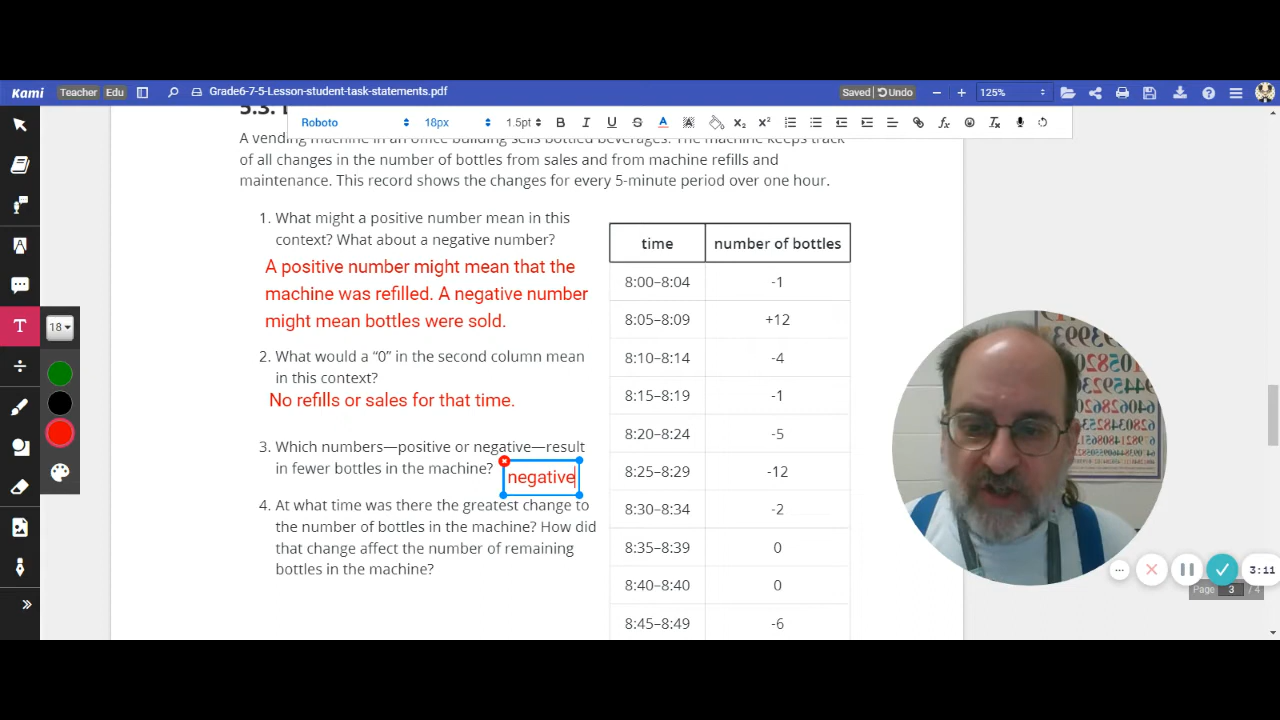 Kami Teacher Edu Grade6-7-5-Lesson-student-task-statements.pdf Saved Undo 125%
Roboto 18px 1.5pt
A vending machine in an office building sells bottled beverages. The machine keeps track
of all changes in the number of bottles from sales and from machine refills and
maintenance. This record shows the changes for every 5-minute period over one hour.
1. What might a positive number mean in this
context? What about a negative number?
A positive number might mean that the
machine was refilled. A negative number
might mean bottles were sold.
2. What would a “0” in the second column mean
in this context?
No refills or sales for that time.
3. Which numbers—positive or negative—result
in fewer bottles in the machine?
negative
4. At what time was there the greatest change to
the number of bottles in the machine? How did
that change affect the number of remaining
bottles in the machine?
time number of bottles
8:00–8:04 -1
8:05–8:09 +12
8:10–8:14 -4
8:15–8:19 -1
8:20–8:24 -5
8:25–8:29 -12
8:30–8:34 -2
8:35–8:39 0
8:40–8:40 0
8:45–8:49 -6
18
3:11
Page 3 / 4